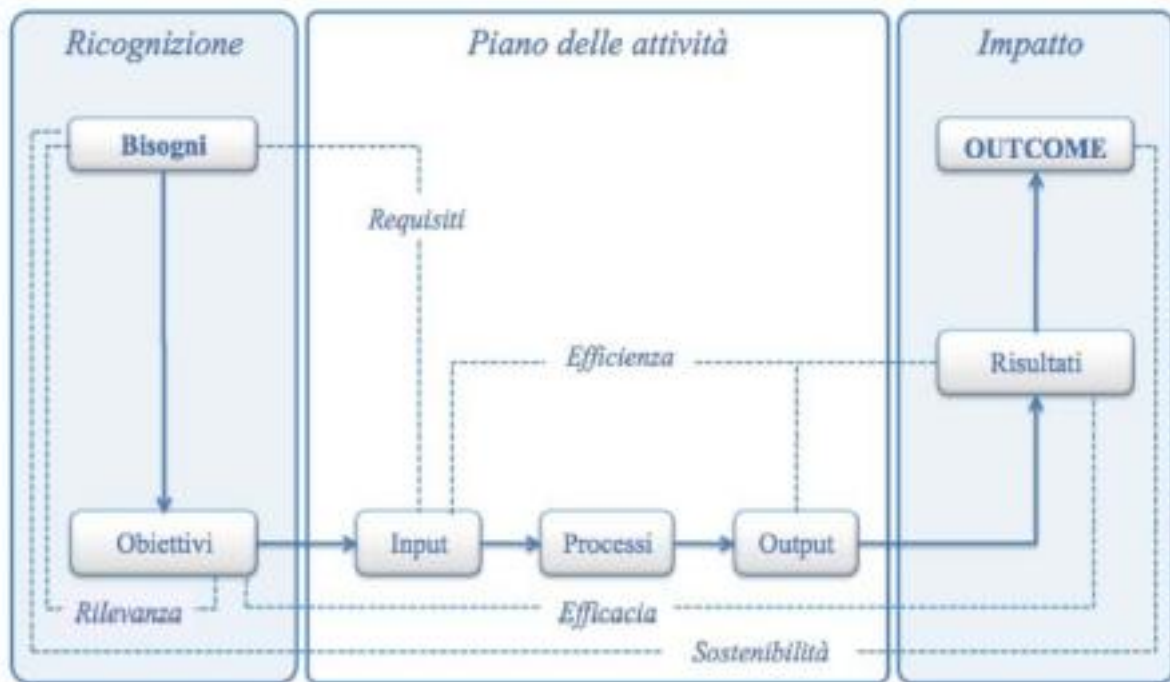 Ricognizione
Piano delle attività
Impatto
Bisogni
OUTCOME
Requisiti
Efficienza
Risultati
Obiettivi
Input
Processi
Output
Rilevanza
Efficacia
Sostenibilità